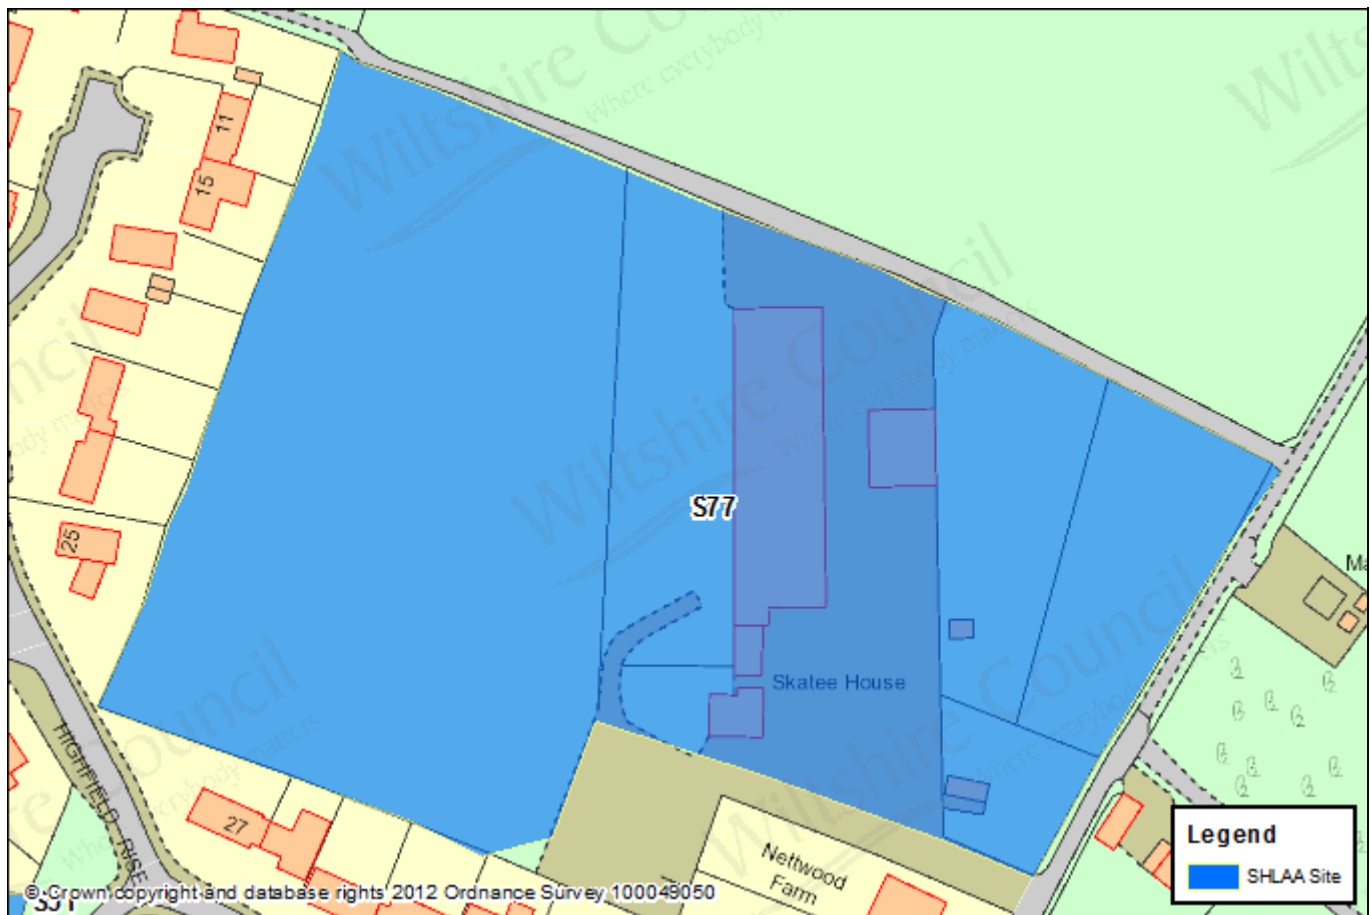 Wiltshire Council
Where everybody matters
11
15
25
S77
Skatee House
Ma
HIGHFIELD RISE
27
Nettwood
Farm
Legend
SHLAA Site
© Crown copyright and database rights 2012 Ordnance Survey 100049050